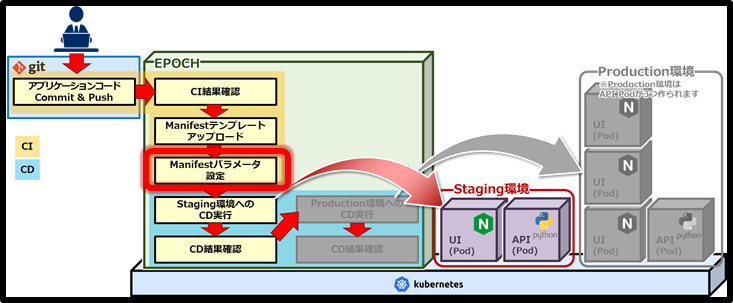 git
アプリケーションコード
Commit & Push
EPOCH
CI結果確認
Manifestテンプレート
アップロード
Manifestパラメータ
設定
Staging環境への
CD実行
CD結果確認
Production環境への
CD実行
CD結果確認
CI
CD
Staging環境
UI
(Pod)
N
API
(Pod)
python
Production環境
※Production環境は
API Podが3つ作られます
UI
(Pod)
N
UI
(Pod)
N
UI
(Pod)
N
API
(Pod)
python
kubernetes